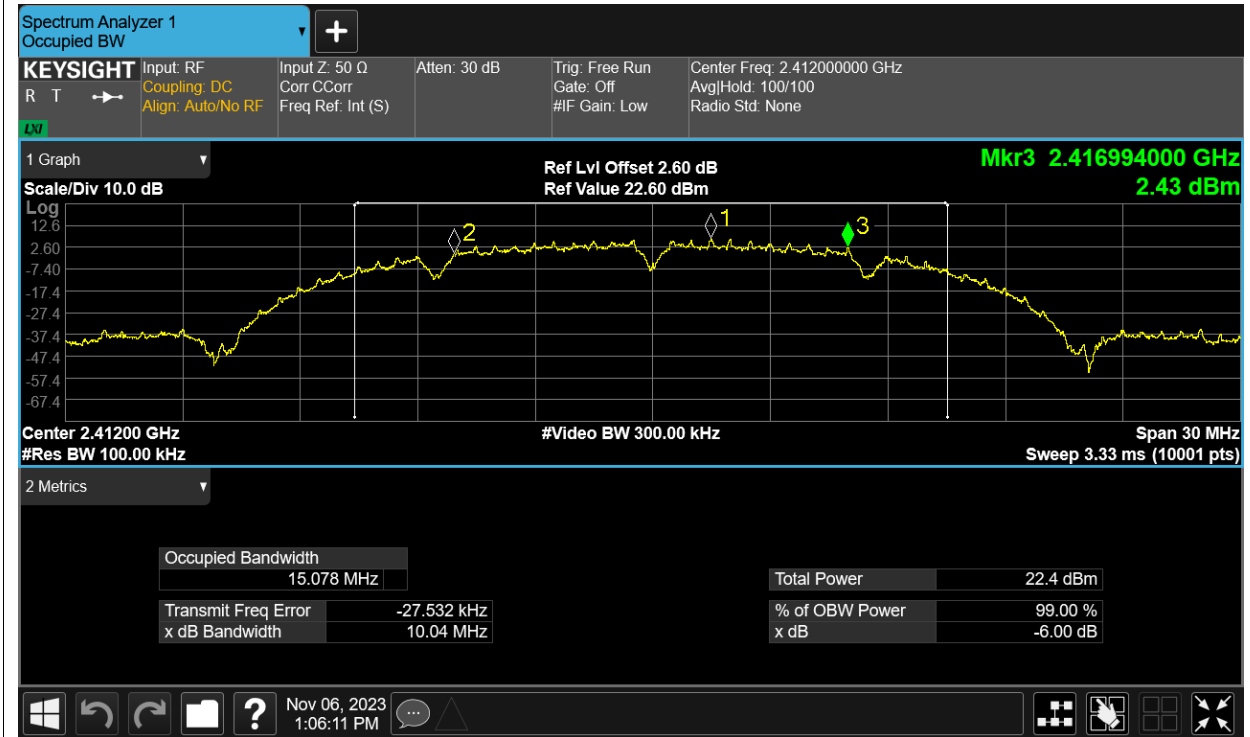 Spectrum Analyzer 1
Occupied BW
KEYSIGHT
R T
LXI
Input: RF
Coupling: DC
Align: Auto/No RF
Input Z: 50 Ω
Corr CCorr
Freq Ref: Int (S)
Atten: 30 dB
Trig: Free Run
Gate: Off
#IF Gain: Low
Center Freq: 2.412000000 GHz
Avg|Hold: 100/100
Radio Std: None
1 Graph
Scale/Div 10.0 dB
Ref Lvl Offset 2.60 dB
Ref Value 22.60 dBm
Mkr3 2.416994000 GHz
2.43 dBm
Log
12.6
2.60
-7.40
-17.4
-27.4
-37.4
-47.4
-57.4
-67.4
2
1
3
Center 2.41200 GHz
#Video BW 300.00 kHz
Span 30 MHz
#Res BW 100.00 kHz
Sweep 3.33 ms (10001 pts)
2 Metrics
Occupied Bandwidth
15.078 MHz
Total Power 22.4 dBm
Transmit Freq Error -27.532 kHz
% of OBW Power 99.00 %
x dB Bandwidth 10.04 MHz
x dB -6.00 dB
?
Nov 06, 2023
1:06:11 PM